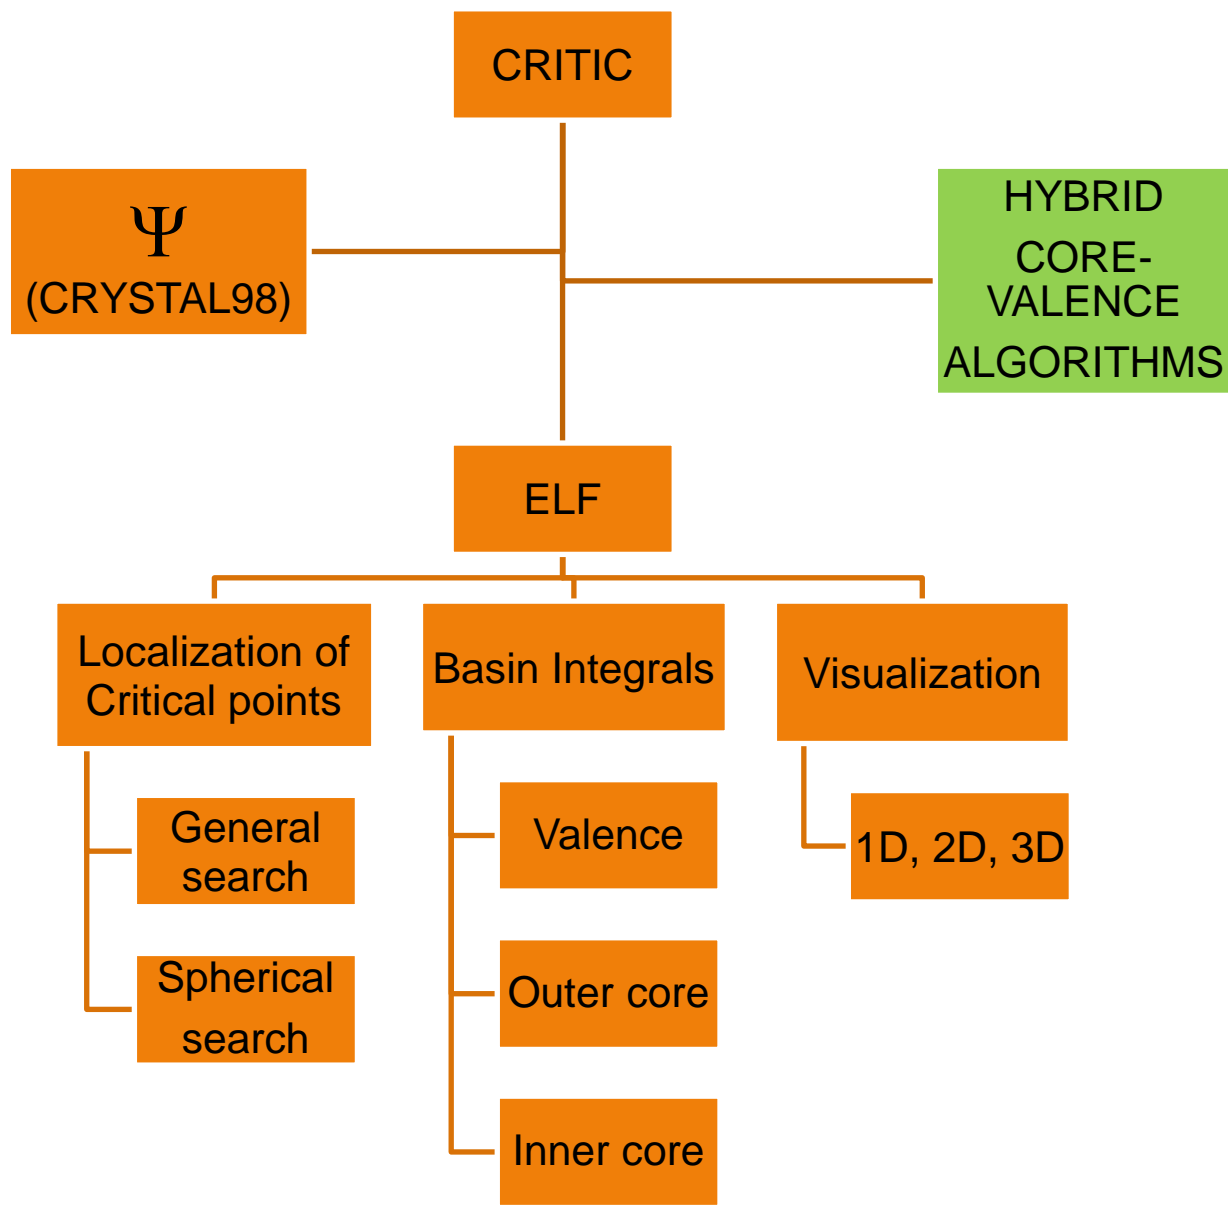 CRITIC
Ψ
(CRYSTAL98)
HYBRID
CORE-
VALENCE
ALGORITHMS
ELF
Localization of
Critical points
Basin Integrals
Visualization
General
search
Valence
1D, 2D, 3D
Spherical
search
Outer core
Inner core